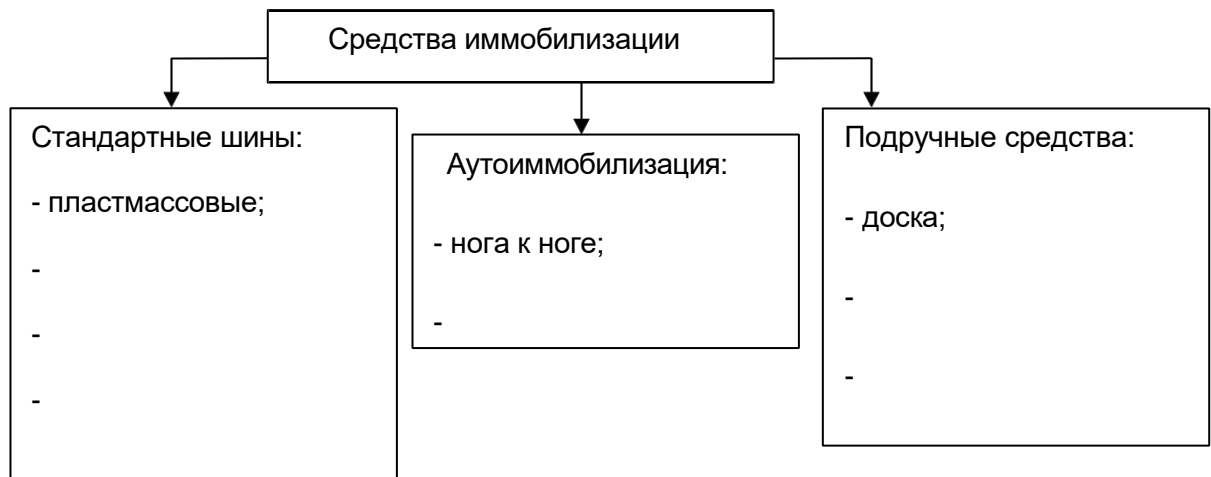 Средства иммобилизации
Стандартные шины:
- пластмассовые;
-
-
-
Аутоиммобилизация:
- нога к ноге;
-
Подручные средства:
- доска;
-
-